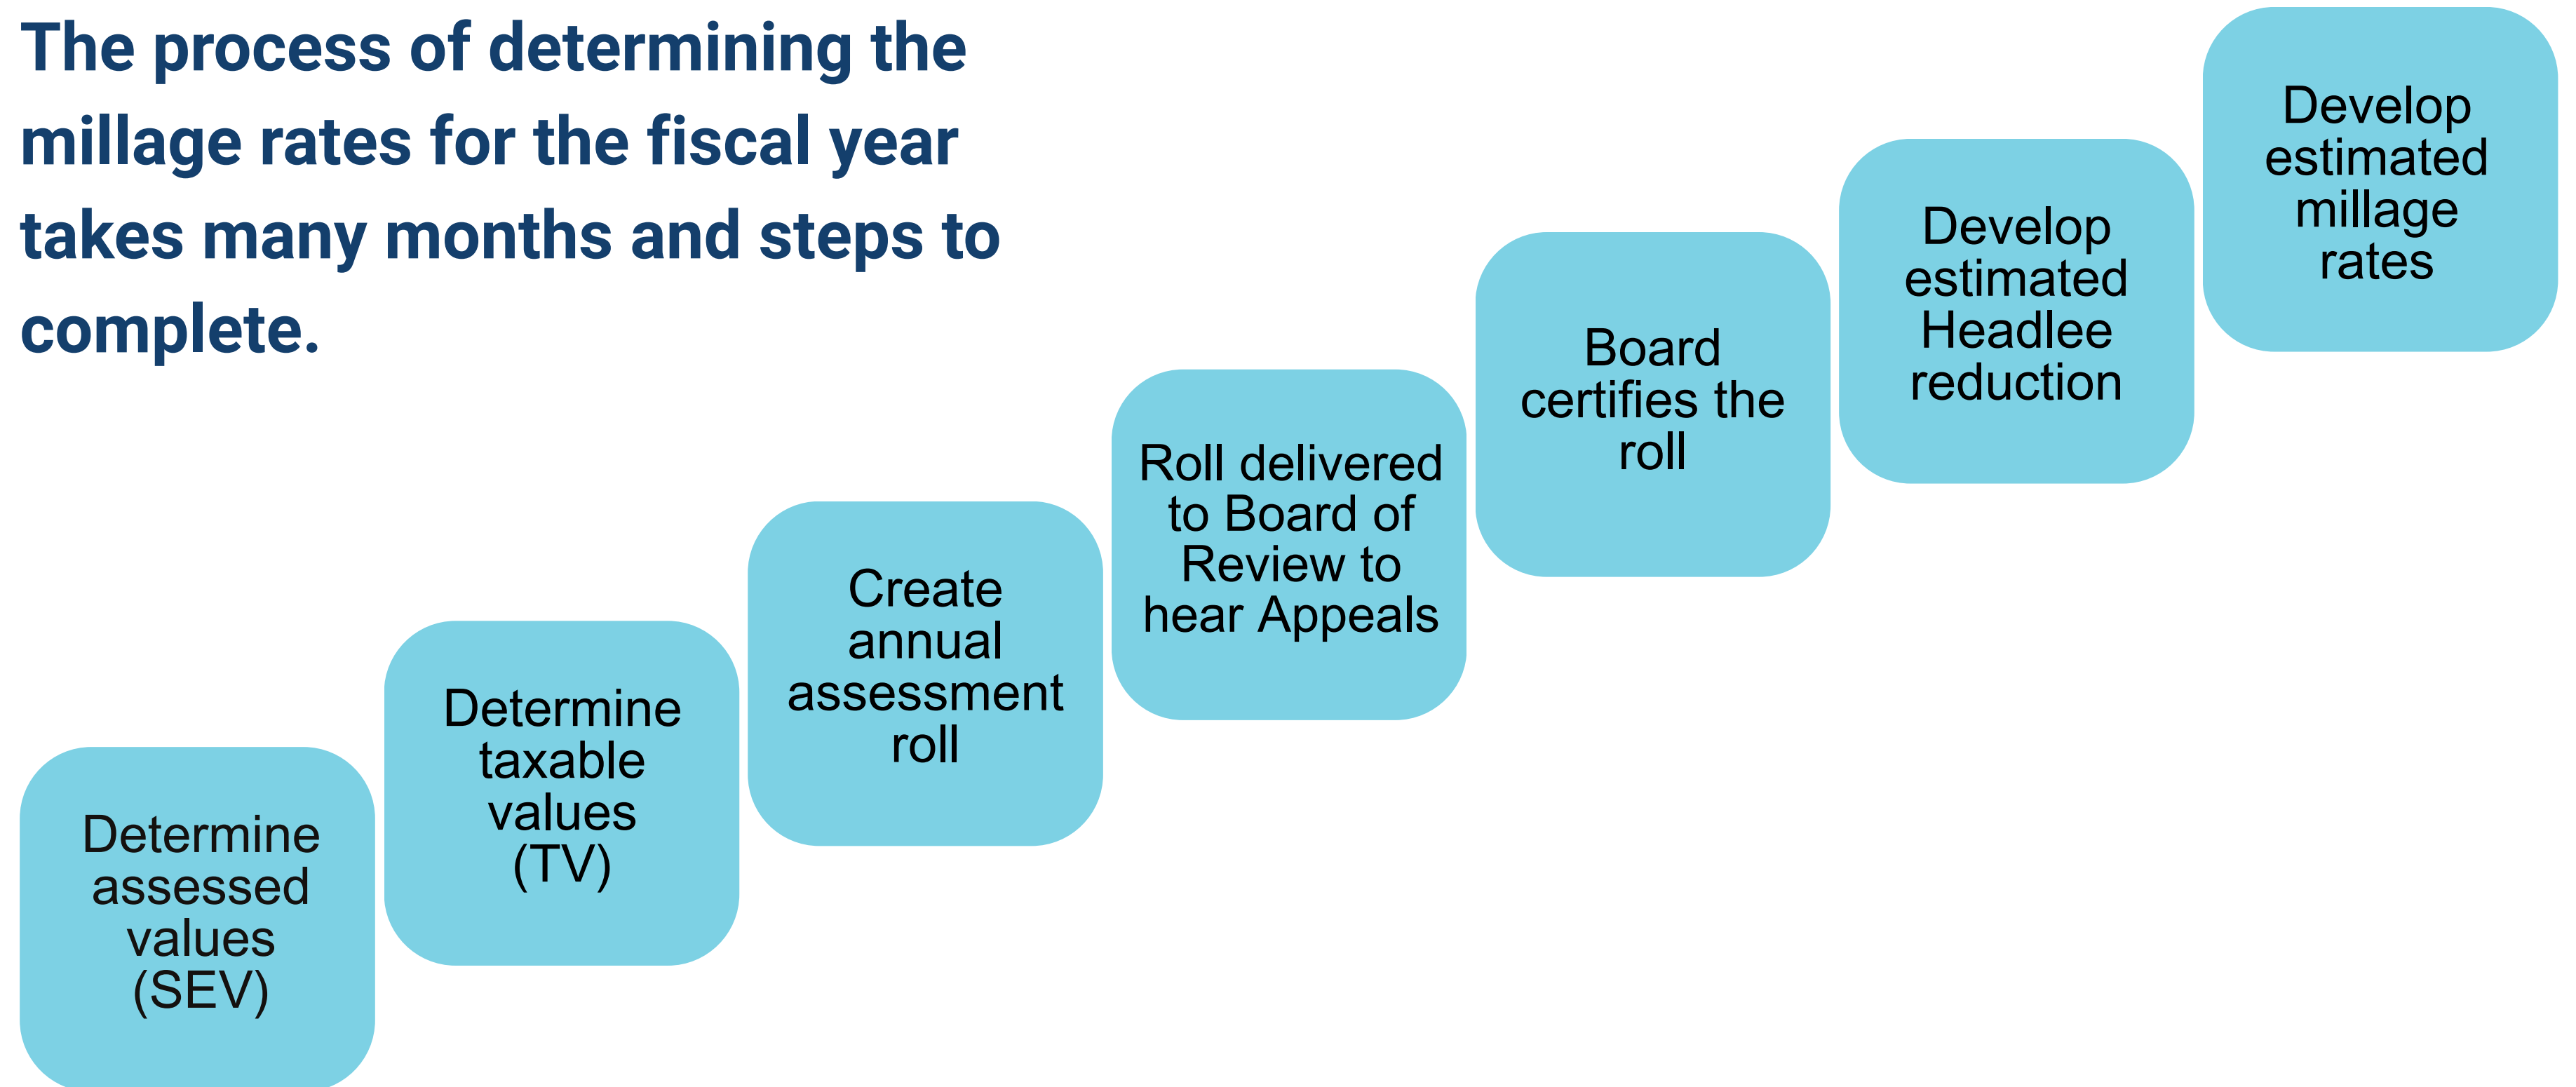 The process of determining the
millage rates for the fiscal year
takes many months and steps to
complete.
Determine
assessed
values
(SEV)
Determine
taxable
values
(TV)
Create
annual
assessment
roll
Roll delivered
to Board of
Review to
hear Appeals
Board
certifies the
roll
Develop
estimated
Headlee
reduction
Develop
estimated
millage
rates